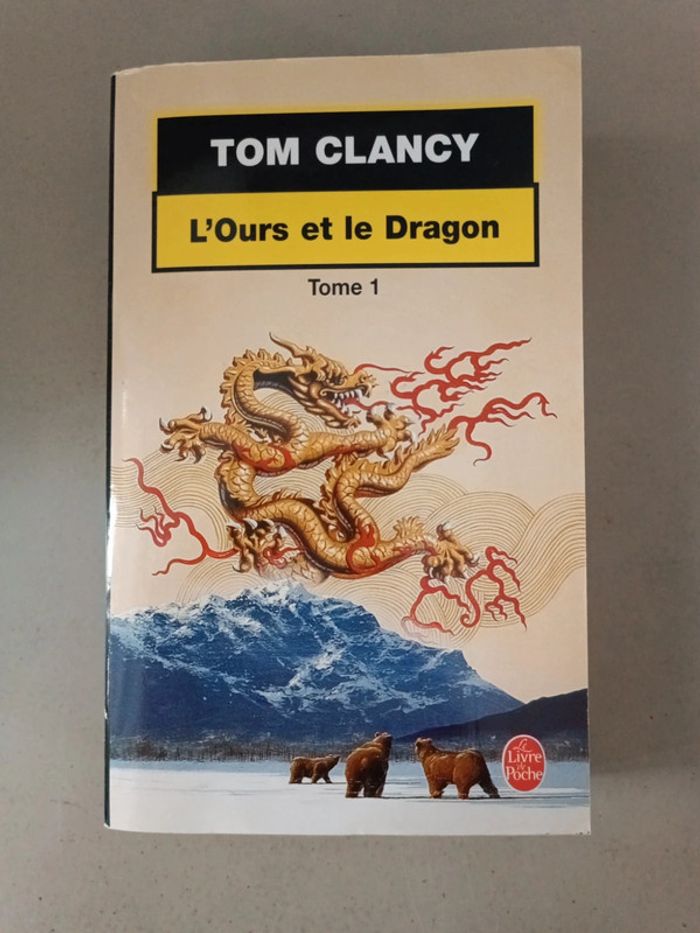 TOM CLANCY
L'Ours et le Dragon
Tome 1
Le
Livre
de
Poche